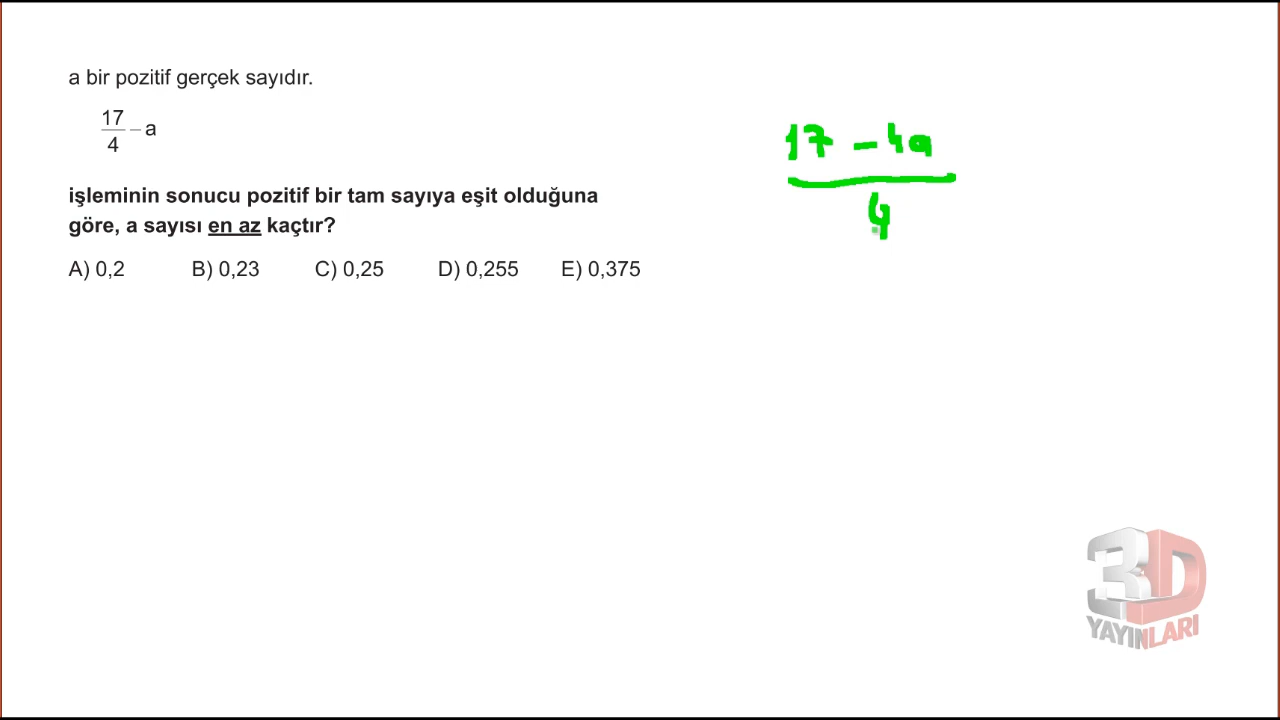 a bir pozitif gerçek sayıdır.
17
4
– a
işleminin sonucu pozitif bir tam sayıya eşit olduğuna
göre, a sayısı en az kaçtır?
A) 0,2 B) 0,23 C) 0,25 D) 0,255 E) 0,375
17 – 4a
4
3D
YAYINLARI